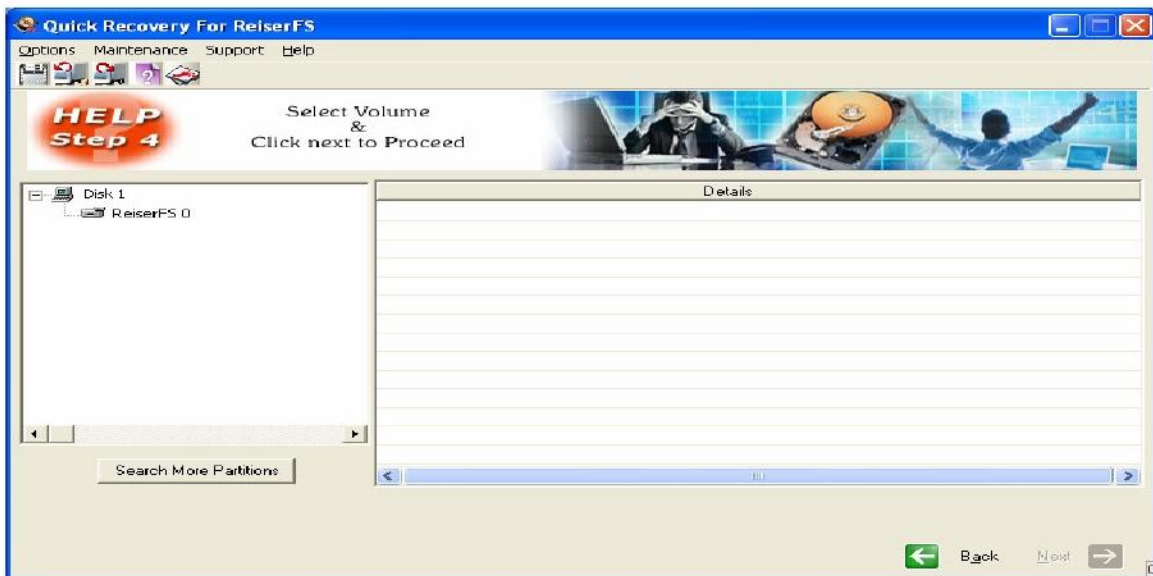 Quick Recovery For ReiserFS
Options Maintenance Support Help
HELP
Step 4
Select Volume
&
Click next to Proceed
Disk 1
ReiserFS 0
Details
Search More Partitions
Back Next